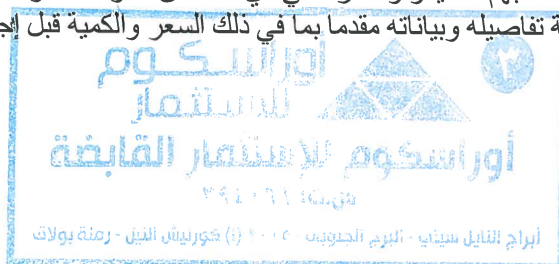 ة تفاصيله وبياناته مقدما بما في ذلك السعر والكمية قبل إج
٣
أوراسكوم
للاستثمار
أوراسكوم للاستثمار القابضة
أبراج النايل سيتي - البرج الجنوبي - كورنيش النيل - رملة بولاق